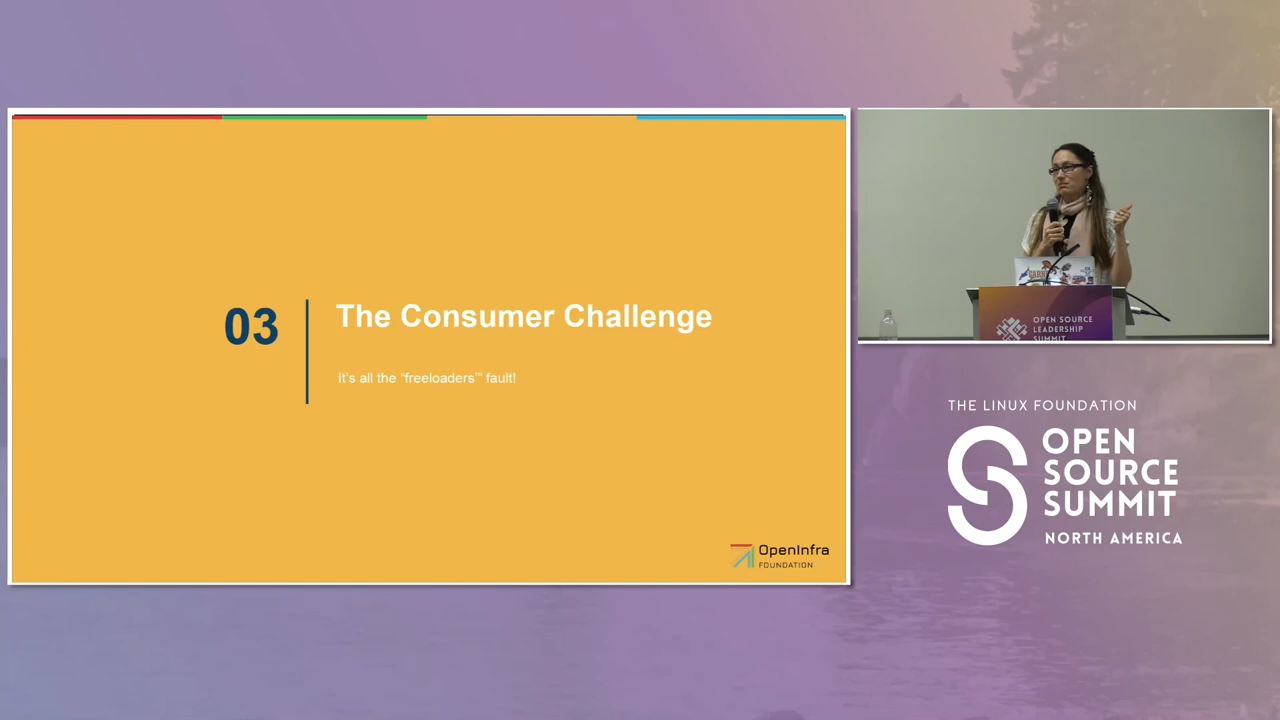 03
The Consumer Challenge
It's all the "freeloaders'" fault!
OpenInfra
FOUNDATION
OPEN SOURCE
LEADERSHIP
SUMMIT
THE LINUX FOUNDATION
OPEN
SOURCE
SUMMIT
NORTH AMERICA